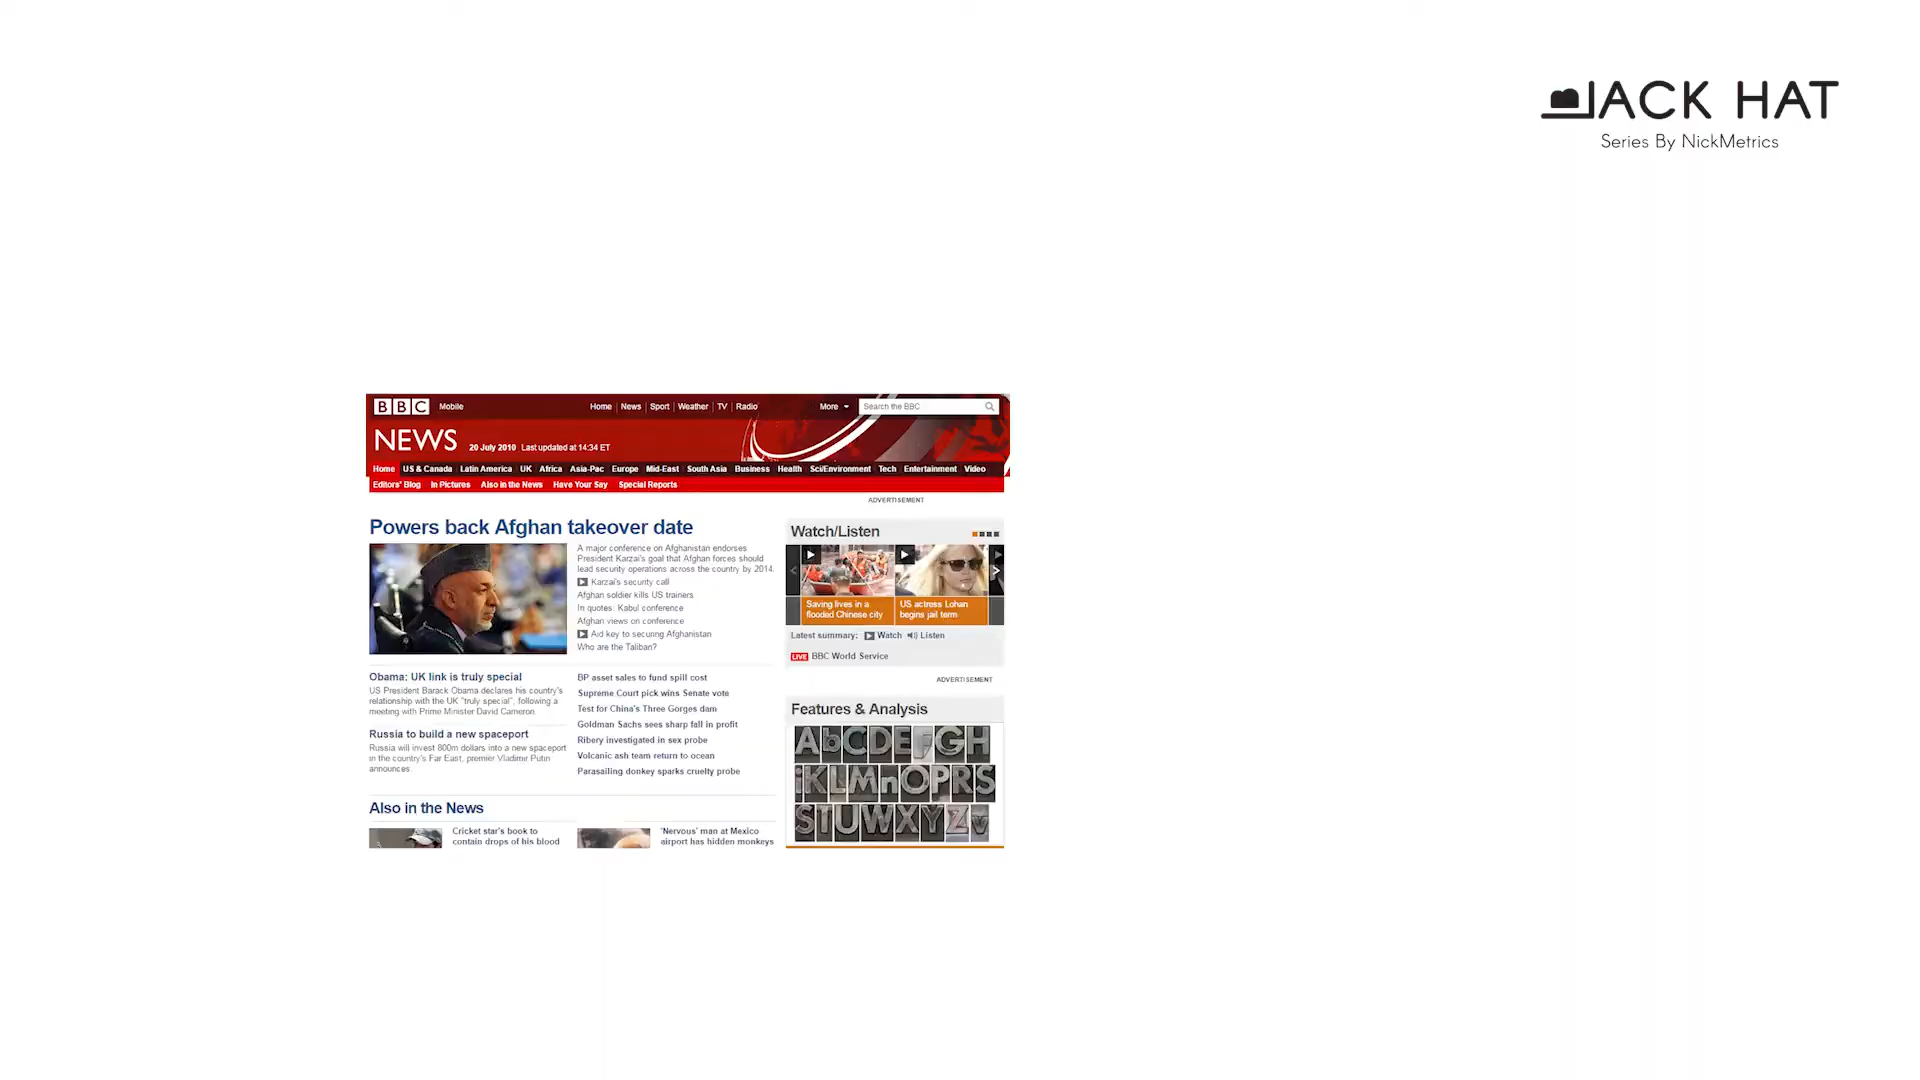 JACK HAT
Series By NickMetrics
BBC Mobile Home News Sport Weather TV Radio More Search the BBC
NEWS 20 July 2010 Last updated at 14:34 ET
Home US & Canada Latin America UK Africa Asia-Pac Europe Mid-East South Asia Business Health Sci/Environment Tech Entertainment Video
Editors' Blog In Pictures Also in the News Have Your Say Special Reports
ADVERTISEMENT
Powers back Afghan takeover date
A major conference on Afghanistan endorses
President Karzai's goal that Afghan forces should
lead security operations across the country by 2014.
Karzai's security call
Afghan soldier kills US trainers
In quotes: Kabul conference
Afghan views on conference
Aid key to securing Afghanistan
Who are the Taliban?
Obama: UK link is truly special
US President Barack Obama declares his country's
relationship with the UK "truly special", following a
meeting with Prime Minister David Cameron.
Russia to build a new spaceport
Russia will invest 800m dollars into a new spaceport
in the country's Far East, premier Vladimir Putin
announces.
BP asset sales to fund spill cost
Supreme Court pick wins Senate vote
Test for China's Three Gorges dam
Goldman Sachs sees sharp fall in profit
Ribery investigated in sex probe
Volcanic ash team return to ocean
Parasailing donkey sparks cruelty probe
Also in the News
Cricket star's book to
contain drops of his blood
'Nervous' man at Mexico
airport has hidden monkeys
Watch/Listen
Saving lives in a
flooded Chinese city
US actress Lohan
begins jail term
Latest summary: Watch Listen
LIVE BBC World Service
ADVERTISEMENT
Features & Analysis
AbCDEFGH
iKLMnOPRS
STUWXYZv